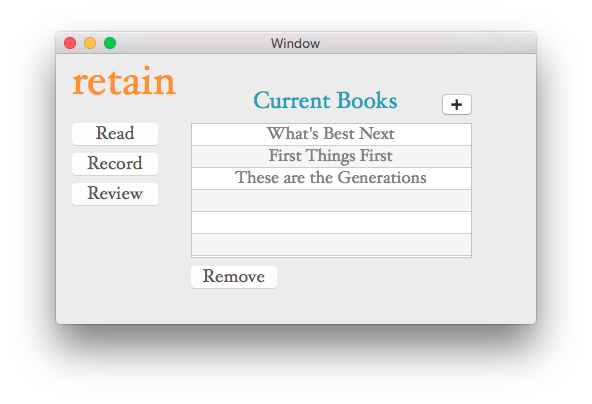 Window
retain
Current Books
+
Read
Record
Review
What's Best Next
First Things First
These are the Generations
Remove